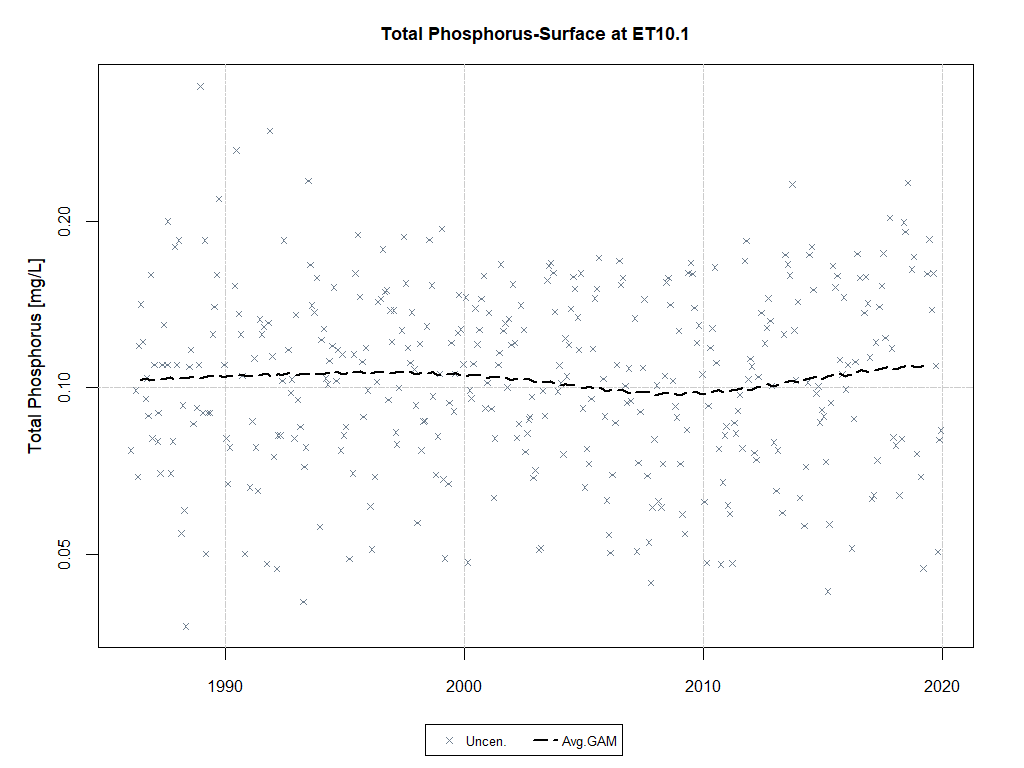 Total Phosphorus-Surface at ET10.1
Total Phosphorus [mg/L]
0.20
0.10
0.05
1990 2000 2010 2020
Uncen. Avg.GAM